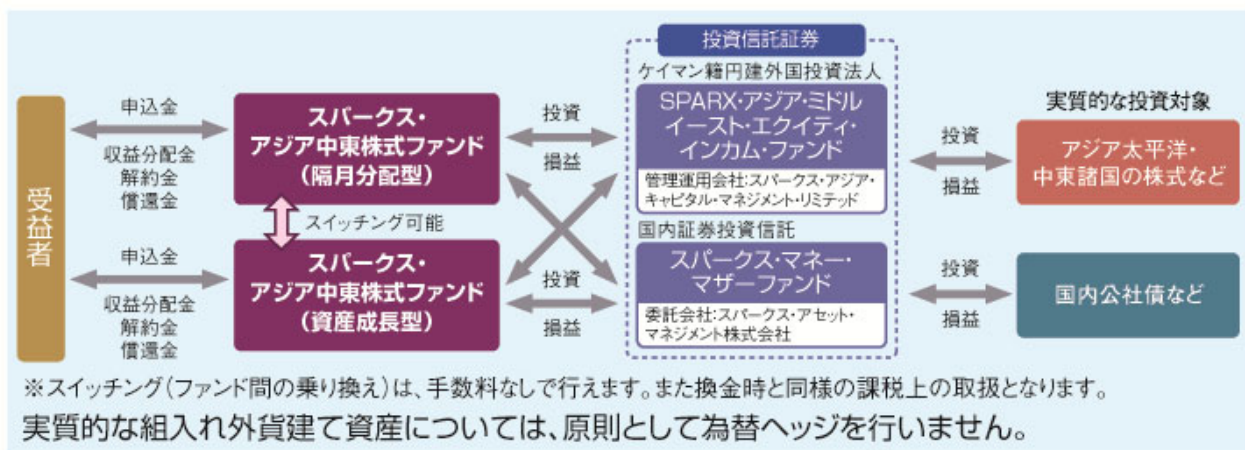 受益者
申込金
収益分配金
解約金
償還金
スパークス・
アジア中東株式ファンド
(隔月分配型)
スイッチング可能
申込金
収益分配金
解約金
償還金
スパークス・
アジア中東株式ファンド
(資産成長型)
投資
損益
投資
損益
投資信託証券
ケイマン籍円建外国投資法人
SPARX・アジア・ミドル
イースト・エクイティ・
インカム・ファンド
管理運用会社:スパークス・アジア・
キャピタル・マネジメント・リミテッド
国内証券投資信託
スパークス・マネー・
マザーファンド
委託会社:スパークス・アセット・
マネジメント株式会社
投資
損益
投資
損益
実質的な投資対象
アジア太平洋・
中東諸国の株式など
国内公社債など
※スイッチング(ファンド間の乗り換え)は、手数料なしで行えます。また換金時と同様の課税上の取扱となります。
実質的な組入れ外貨建て資産については、原則として為替ヘッジを行いません。